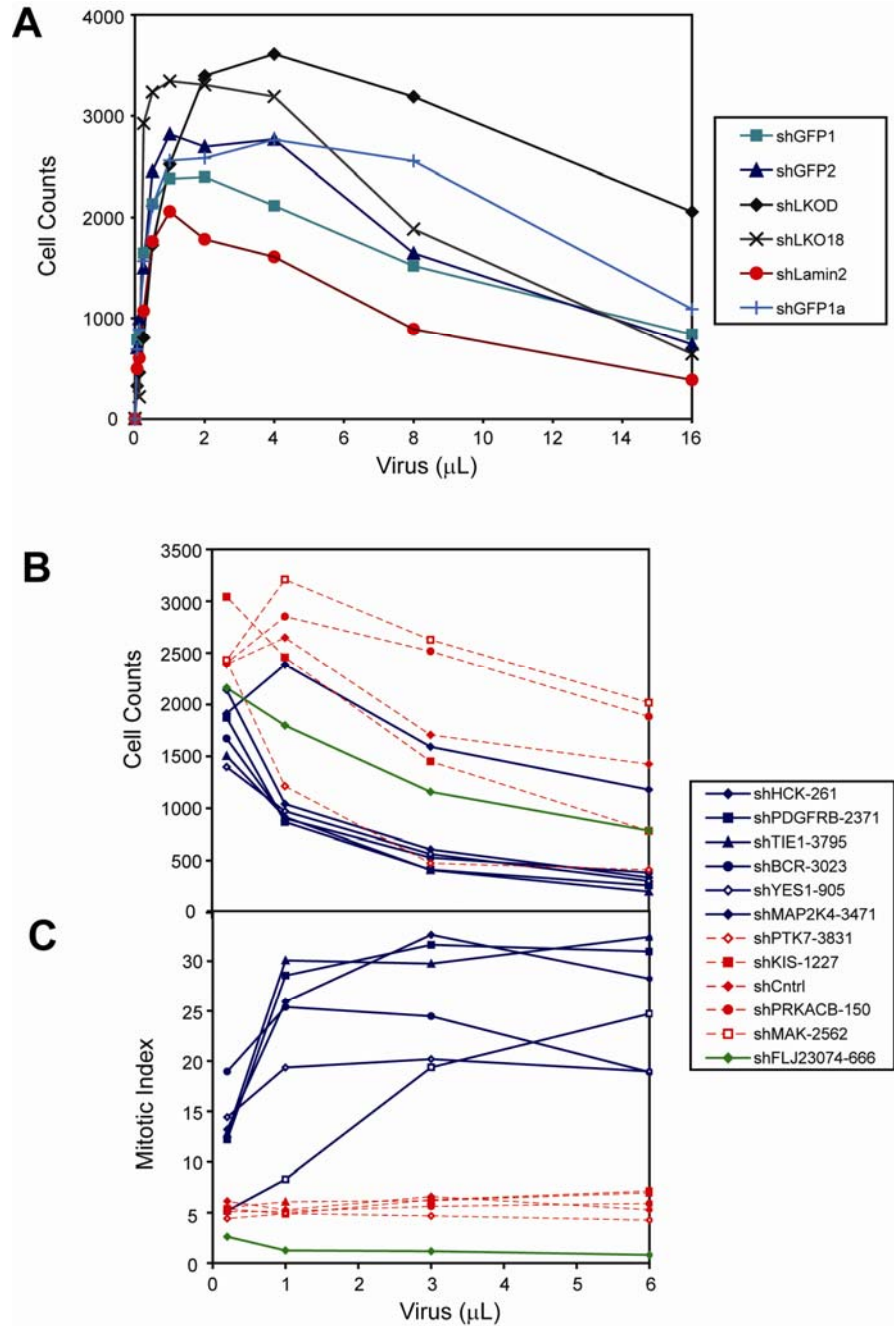 A
4000
3000
2000
1000
0
Cell Counts
0 2 4 6 8 10 12 14 16
Virus (μL)
shGFP1
shGFP2
shLKOD
shLKO18
shLamin2
shGFP1a
B
3500
3000
2500
2000
1500
1000
500
0
Cell Counts
C
30
25
20
15
10
5
0
Mitotic Index
0 1 3 6
Virus (μL)
shHCK-261
shPDGFRB-2371
shTIE1-3795
shBCR-3023
shYES1-905
shMAP2K4-3471
shPTK7-3831
shKIS-1227
shCntrl
shPRKACB-150
shMAK-2562
shFLJ23074-666